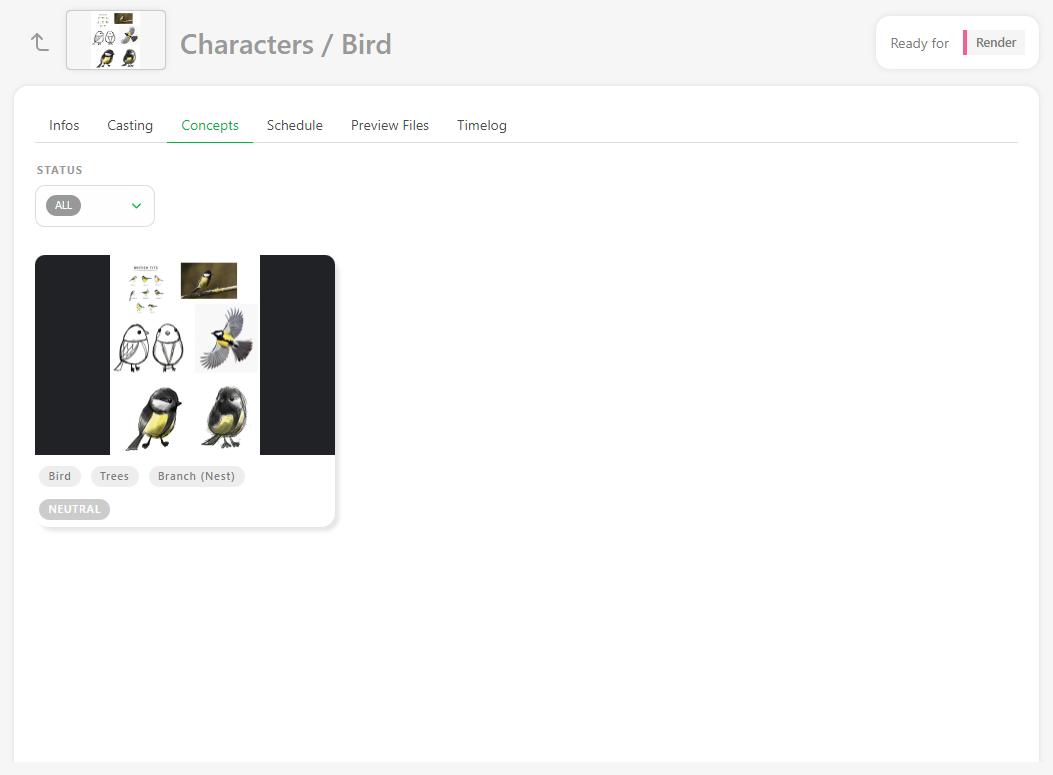 Characters / Bird
Ready for Render
Infos Casting Concepts Schedule Preview Files Timelog
STATUS
ALL
BRITISH TITS
Bird Trees Branch (Nest)
NEUTRAL